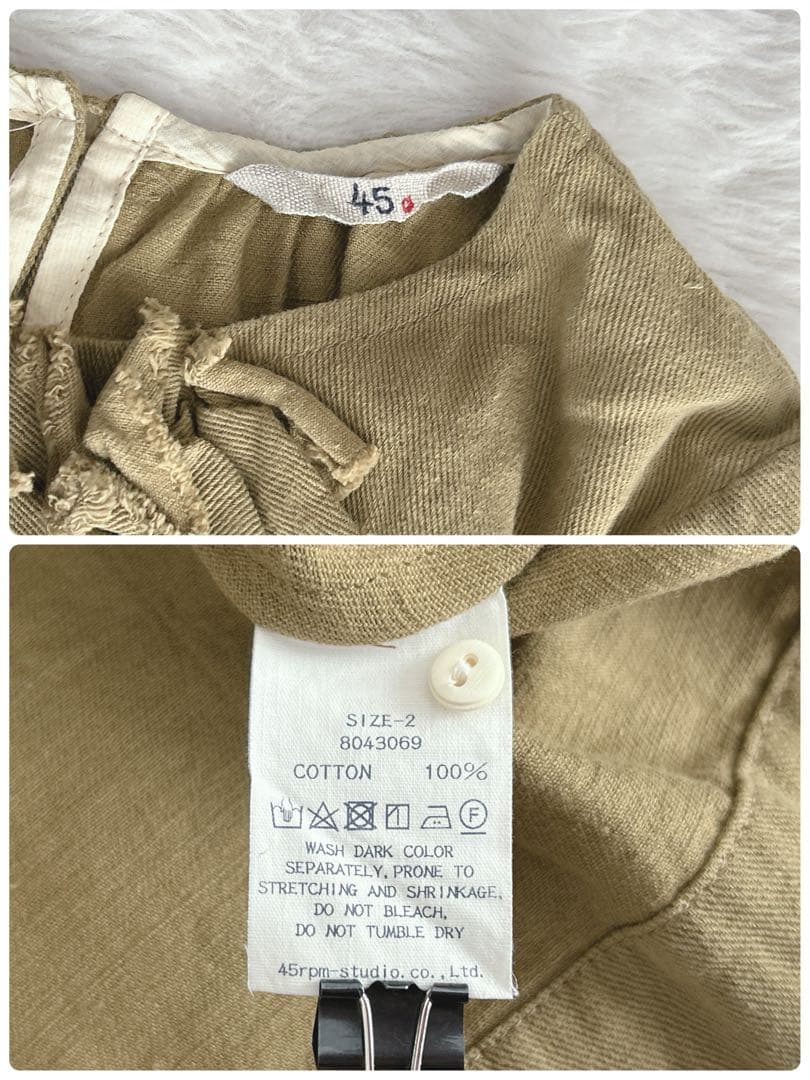 45
SIZE-2
8043069
COTTON 100%
F
WASH DARK COLOR
SEPARATELY, PRONE TO
STRETCHING AND SHRINKAGE,
DO NOT BLEACH,
DO NOT TUMBLE DRY
45rpm-studio.co.,Ltd.